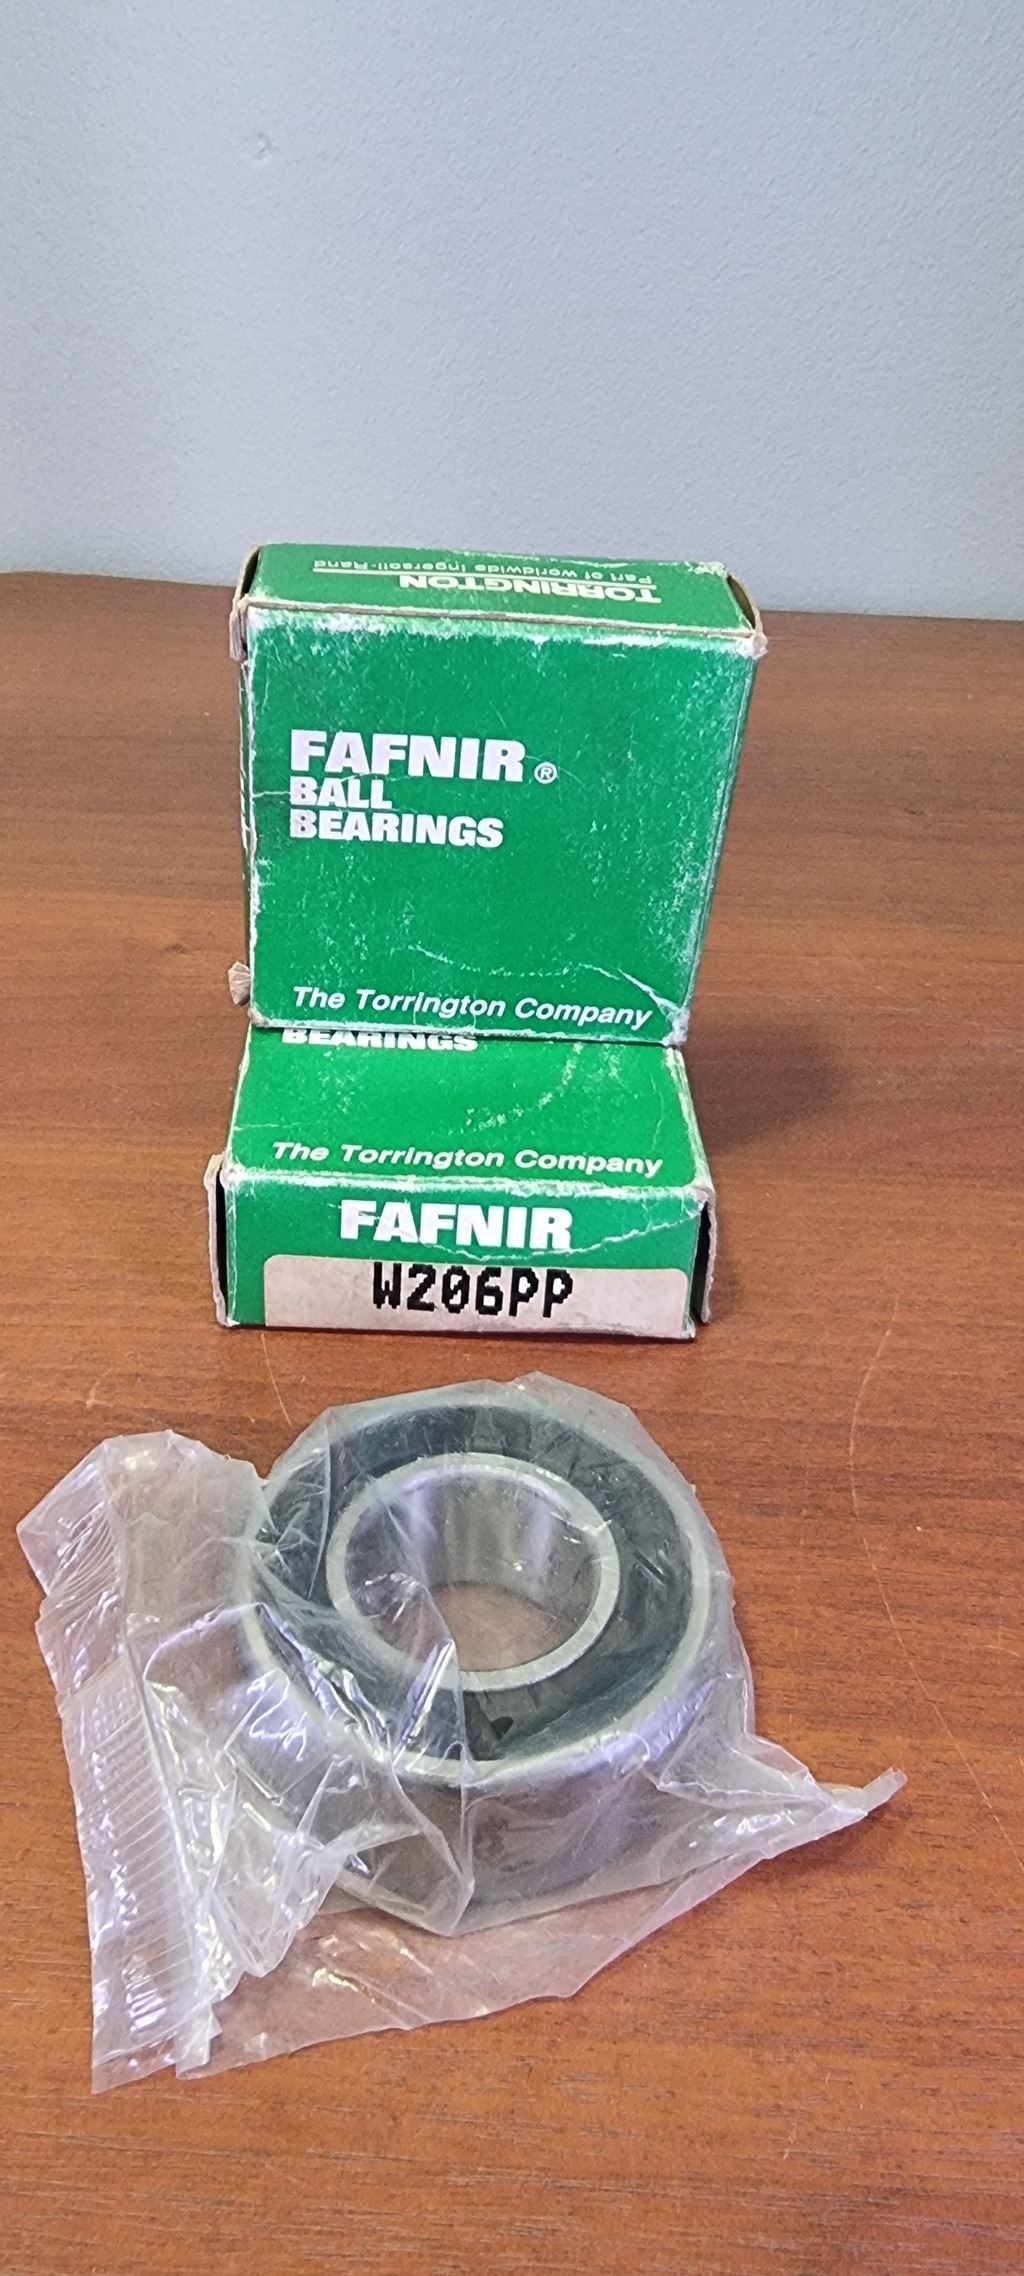 TORRINGTON
Part of worldwide Ingersoll-Rand
FAFNIR®
BALL
BEARINGS
The Torrington Company
BEARINGS
The Torrington Company
FAFNIR
W206PP